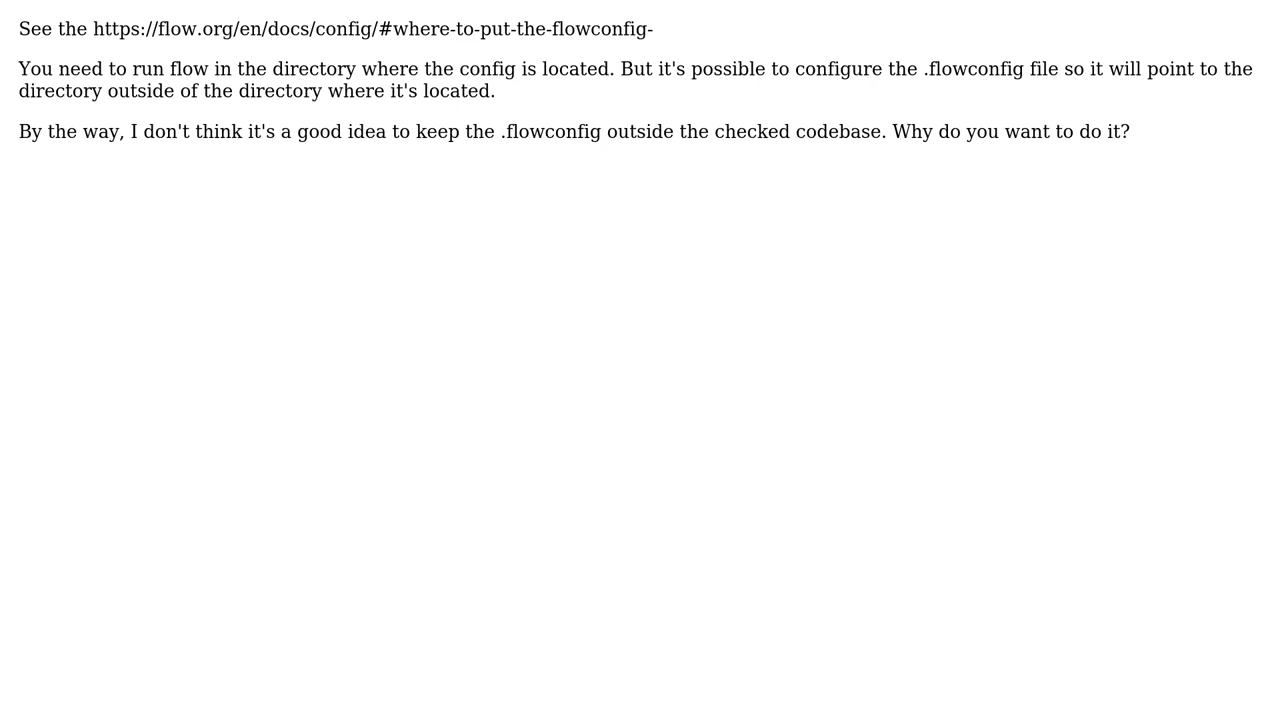 See the https://flow.org/en/docs/config/#where-to-put-the-flowconfig-
You need to run flow in the directory where the config is located. But it's possible to configure the .flowconfig file so it will point to the
directory outside of the directory where it's located.
By the way, I don't think it's a good idea to keep the .flowconfig outside the checked codebase. Why do you want to do it?